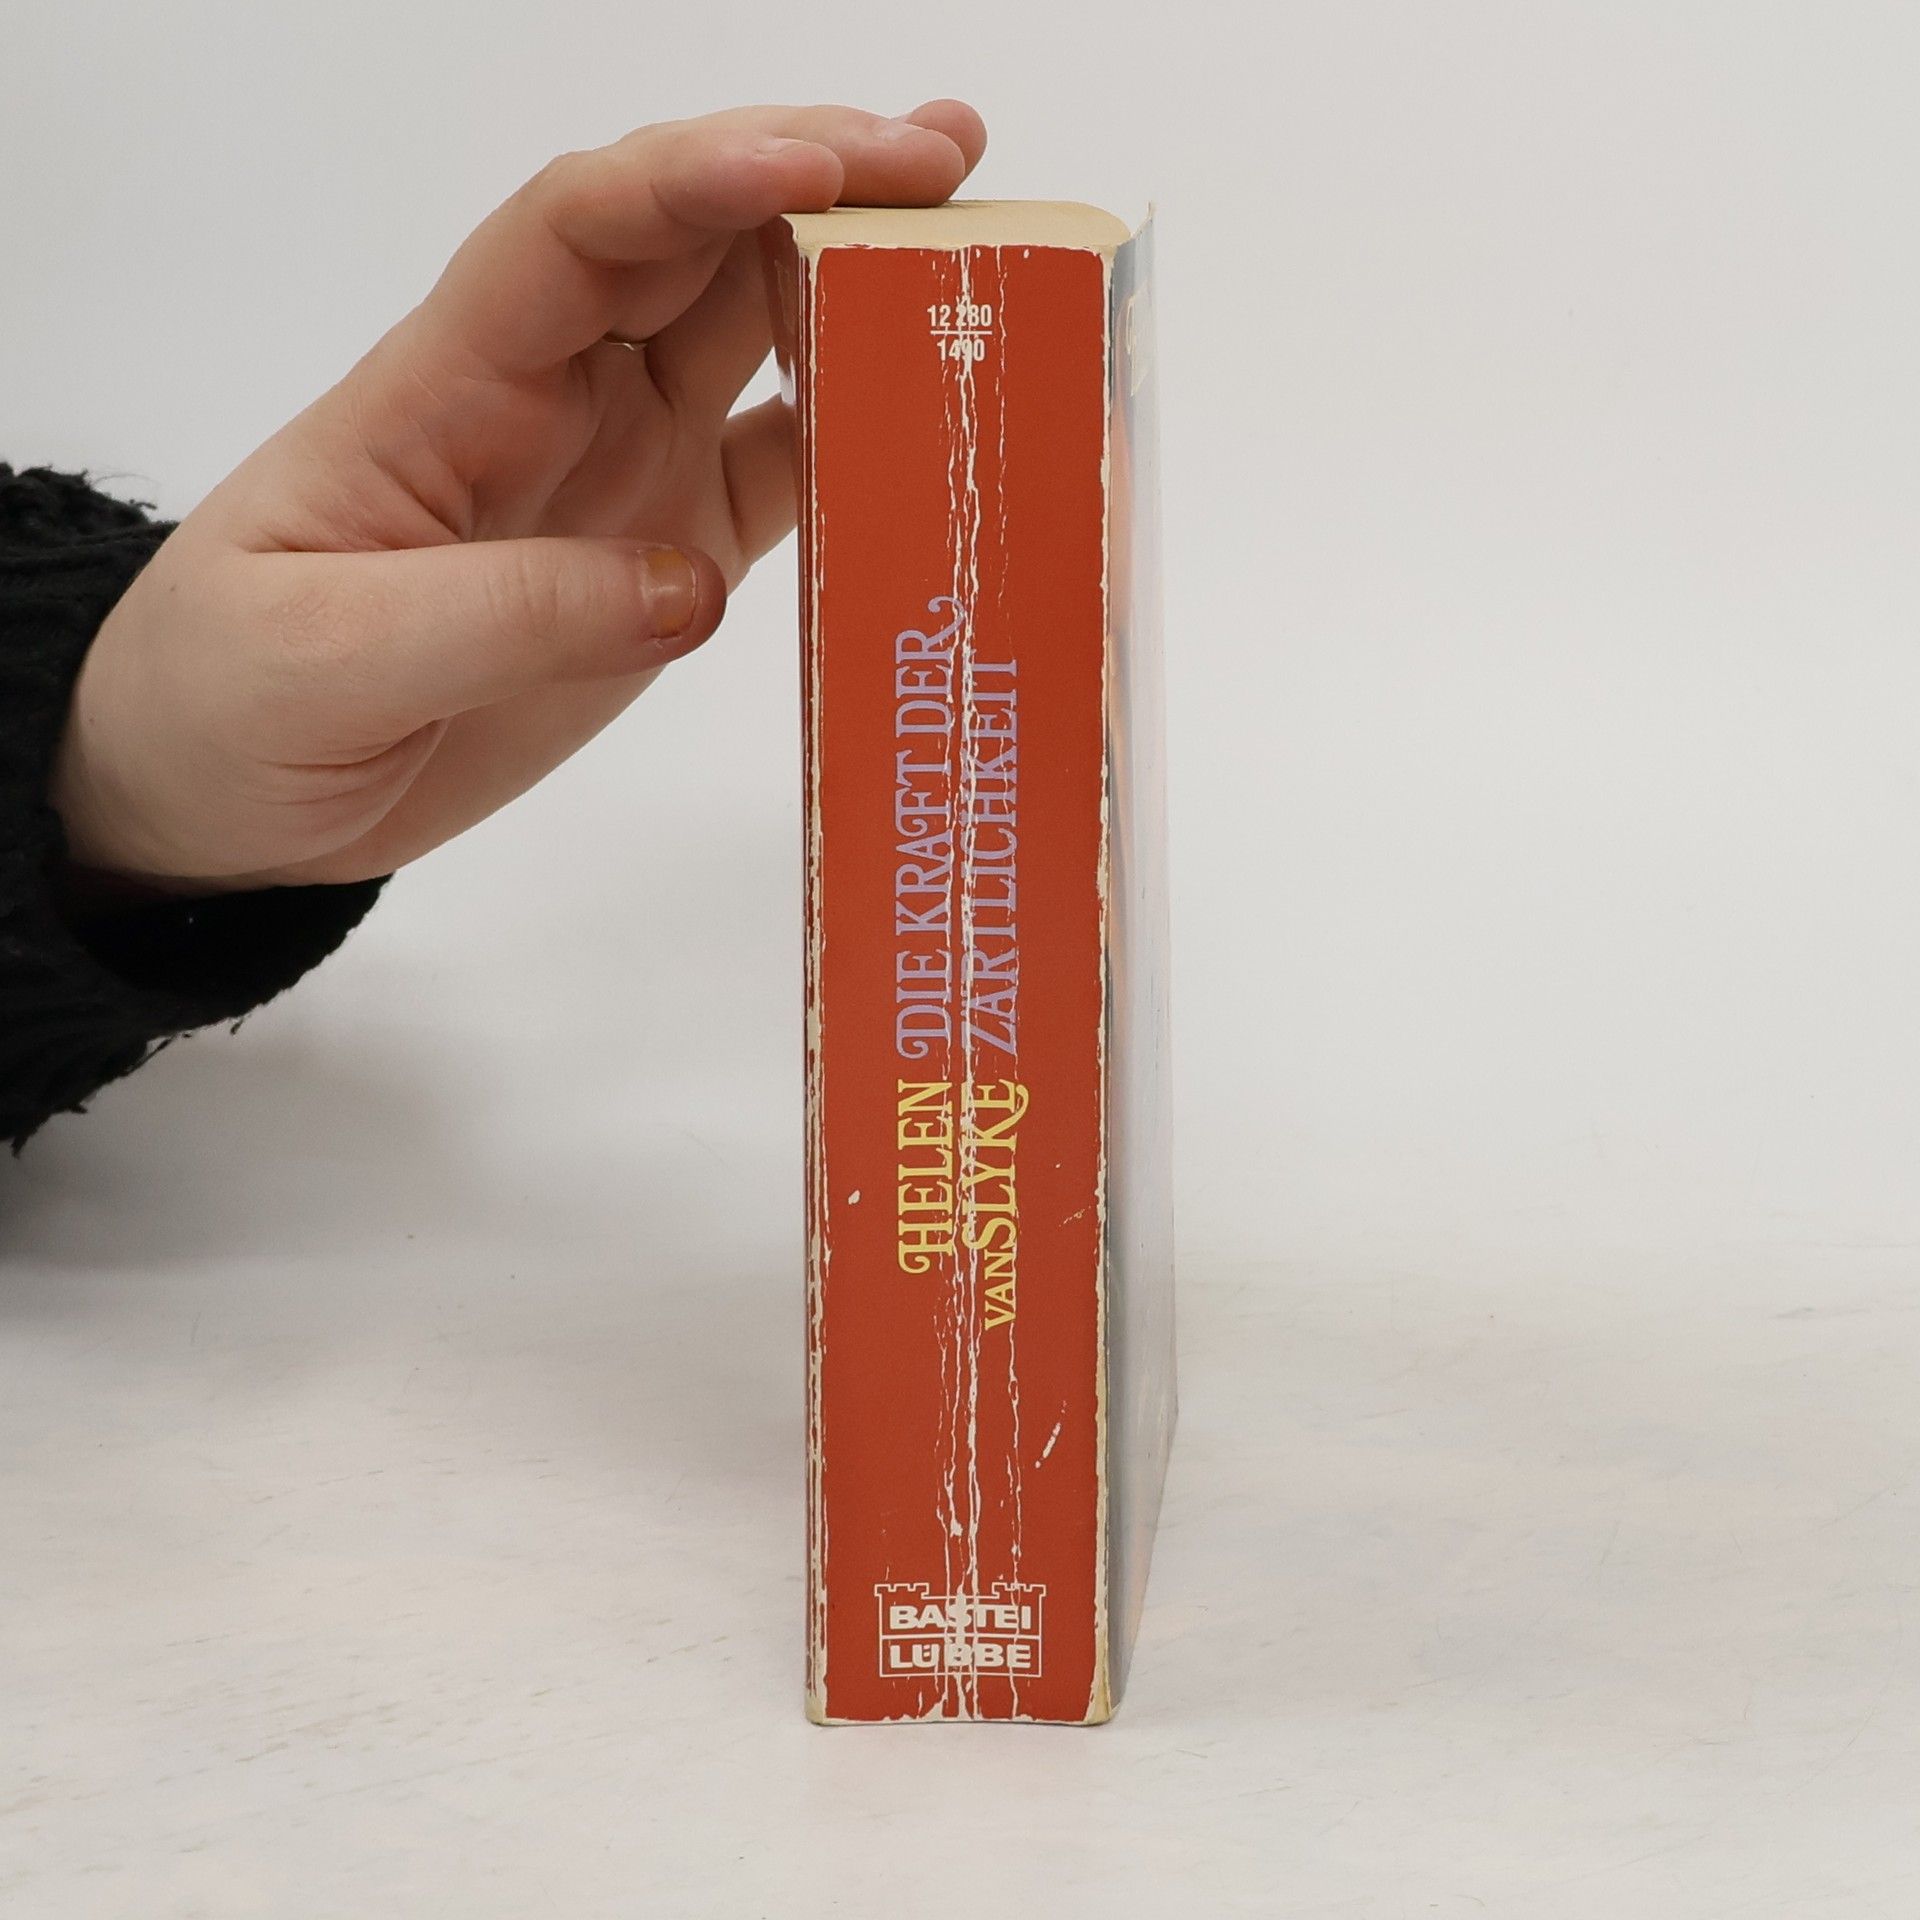 12 280
1490
HELEN
VAN SLYKE
DIE KRAFT DER
ZÄRTLICHKEIT
BASTEI
LÜBBE